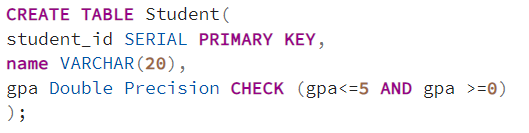 CREATE TABLE Student(
student_id SERIAL PRIMARY KEY,
name VARCHAR(20),
gpa Double Precision CHECK (gpa<=5 AND gpa >=0)
);